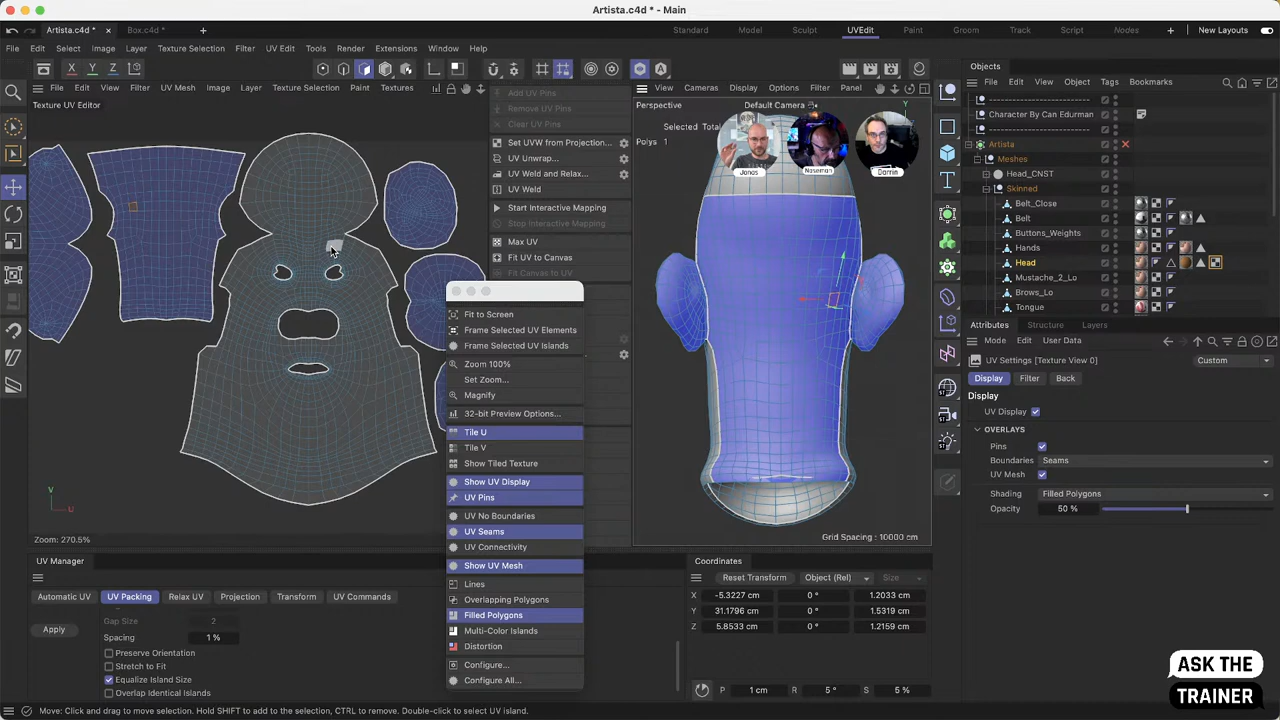 Artista.c4d * - Main
Artista.c4d *
Box.c4d *
Standard
Model
Sculpt
UVEdit
Paint
Groom
Track
Script
Nodes
New Layouts
File
Edit
Select
Image
Layer
Texture Selection
Filter
UV Edit
Tools
Render
Extensions
Window
Help
X
Y
Z
File
Edit
View
Filter
UV Mesh
Image
Layer
Texture Selection
Paint
Textures
Texture UV Editor
Add UV Pins
Remove UV Pins
Clear UV Pins
Set UVW from Projection...
UV Unwrap...
UV Weld and Relax...
UV Weld
Start Interactive Mapping
Stop Interactive Mapping
Max UV
Fit UV to Canvas
Fit Canvas to UV
Fit to Screen
Frame Selected UV Elements
Frame Selected UV Islands
Zoom 100%
Set Zoom...
Magnify
32-bit Preview Options...
Tile U
Tile V
Show Tiled Texture
Show UV Display
UV Pins
UV No Boundaries
UV Seams
UV Connectivity
Show UV Mesh
Lines
Overlapping Polygons
Filled Polygons
Multi-Color Islands
Distortion
Configure...
Configure All...
V
U
Zoom: 270.5%
View
Cameras
Display
Options
Filter
Panel
Perspective
Default Camera
Selected Total
Polys 1
Y
Jonas
Noseman
Darrin
Grid Spacing : 10000 cm
Objects
File
Edit
View
Object
Tags
Bookmarks
Character By Can Edurman
Artista
Meshes
Head_CNST
Skinned
Belt_Close
Belt
Buttons_Weights
Hands
Head
Mustache_2_Lo
Brows_Lo
Tongue
Attributes
Structure
Layers
Mode
Edit
User Data
UV Settings [Texture View 0]
Custom
Display
Filter
Back
Display
UV Display
OVERLAYS
Pins
Boundaries
Seams
UV Mesh
Shading
Filled Polygons
Opacity
50 %
UV Manager
Automatic UV
UV Packing
Relax UV
Projection
Transform
UV Commands
Apply
Gap Size
2
Spacing
1 %
Preserve Orientation
Stretch to Fit
Equalize Island Size
Overlap Identical Islands
Coordinates
Reset Transform
Object (Rel)
Size
X
-5.3227 cm
0 °
1.2033 cm
Y
31.1796 cm
0 °
1.5319 cm
Z
5.8533 cm
0 °
1.2159 cm
P
1 cm
R
5 °
S
5 %
ASK THE
TRAINER
Move: Click and drag to move selection. Hold SHIFT to add to the selection, CTRL to remove. Double-click to select UV island.